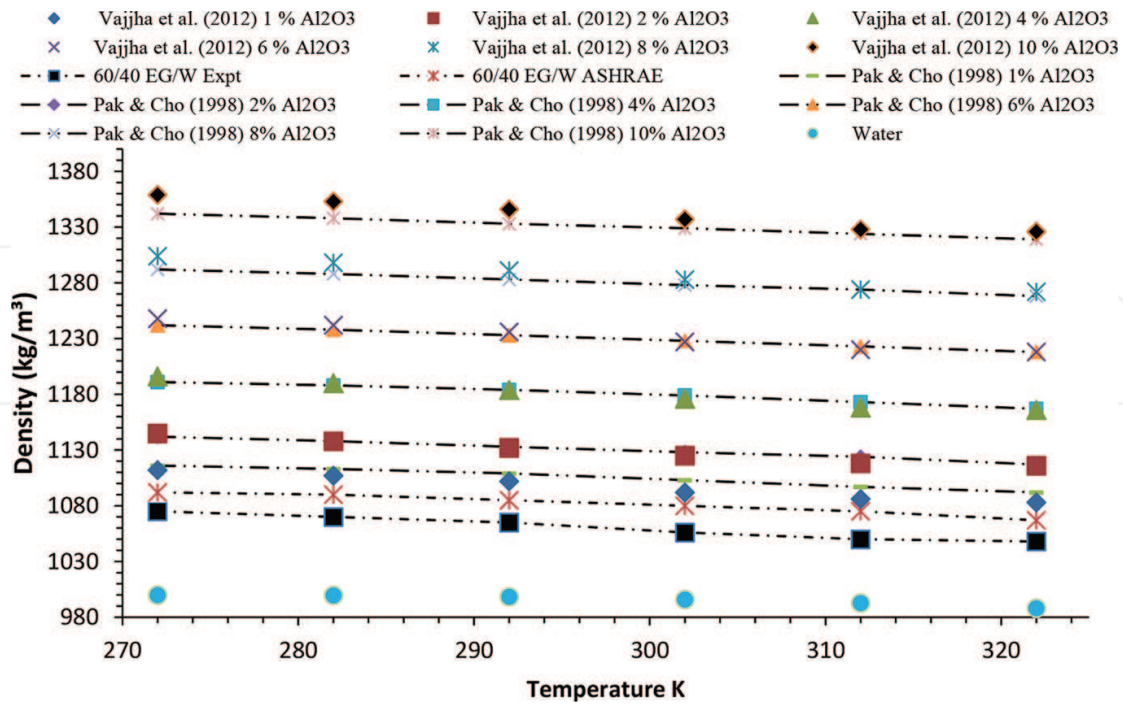 Vajjha et al. (2012) 1 % Al2O3 Vajjha et al. (2012) 2 % Al2O3 Vajjha et al. (2012) 4 % Al2O3
Vajjha et al. (2012) 6 % Al2O3 Vajjha et al. (2012) 8 % Al2O3 Vajjha et al. (2012) 10 % Al2O3
60/40 EG/W Expt 60/40 EG/W ASHRAE Pak & Cho (1998) 1% Al2O3
Pak & Cho (1998) 2% Al2O3 Pak & Cho (1998) 4% Al2O3 Pak & Cho (1998) 6% Al2O3
Pak & Cho (1998) 8% Al2O3 Pak & Cho (1998) 10% Al2O3 Water
Density (kg/m³)
1380
1330
1280
1230
1180
1130
1080
1030
980
270 280 290 300 310 320
Temperature K